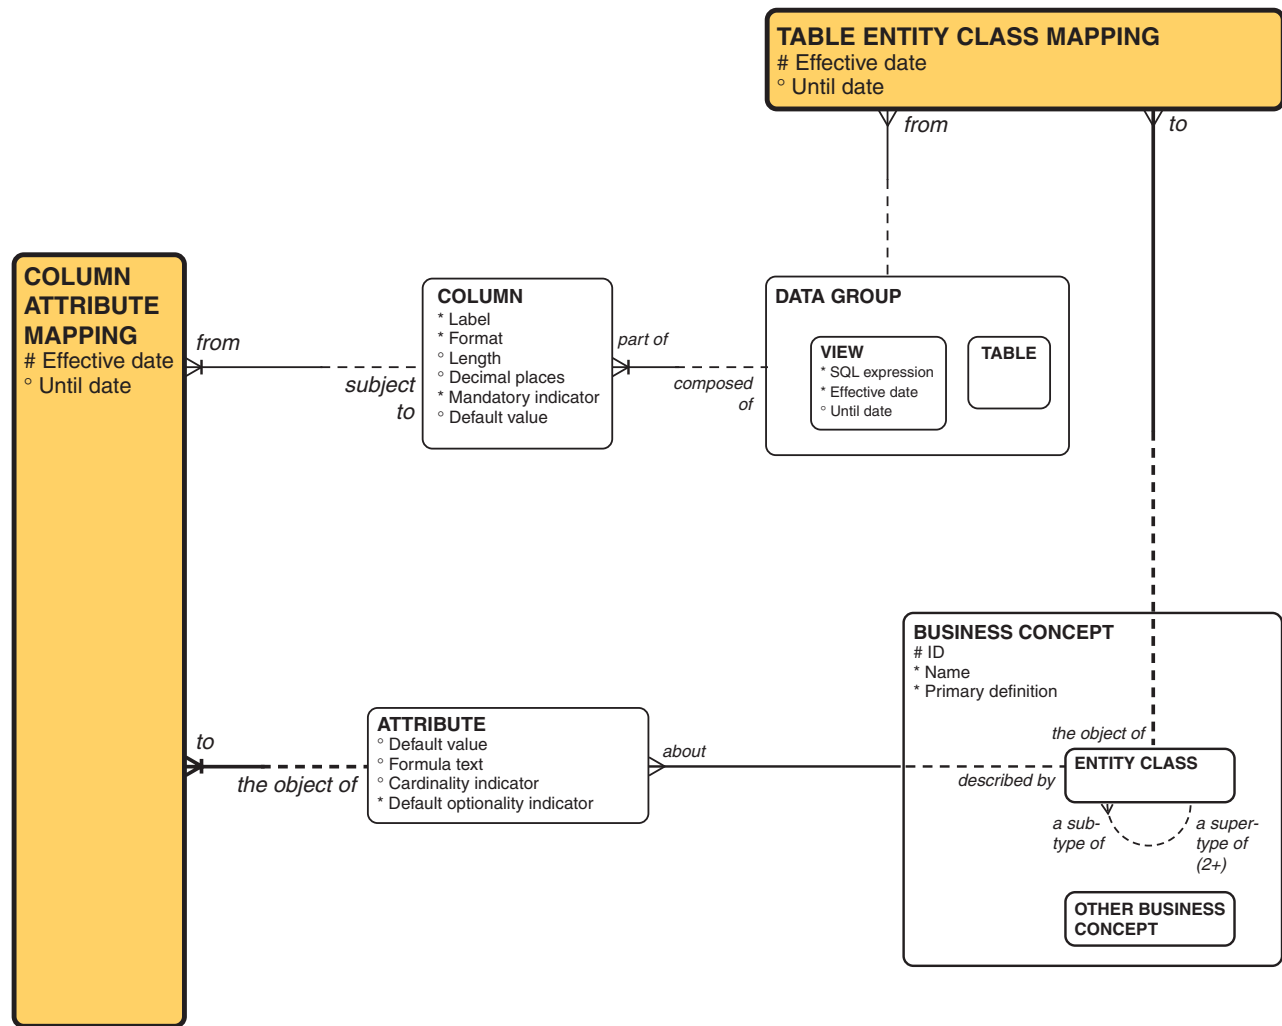 TABLE ENTITY CLASS MAPPING
# Effective date
° Until date
from
to
COLUMN
ATTRIBUTE
MAPPING
# Effective date
° Until date
from
subject
to
COLUMN
* Label
* Format
° Length
° Decimal places
* Mandatory indicator
° Default value
part of
composed
of
DATA GROUP
VIEW
* SQL expression
* Effective date
° Until date
TABLE
BUSINESS CONCEPT
# ID
* Name
* Primary definition
to
the object of
ATTRIBUTE
° Default value
° Formula text
° Cardinality indicator
* Default optionality indicator
about
described by
the object of
ENTITY CLASS
a sub-
type of
a super-
type of
(2+)
OTHER BUSINESS
CONCEPT